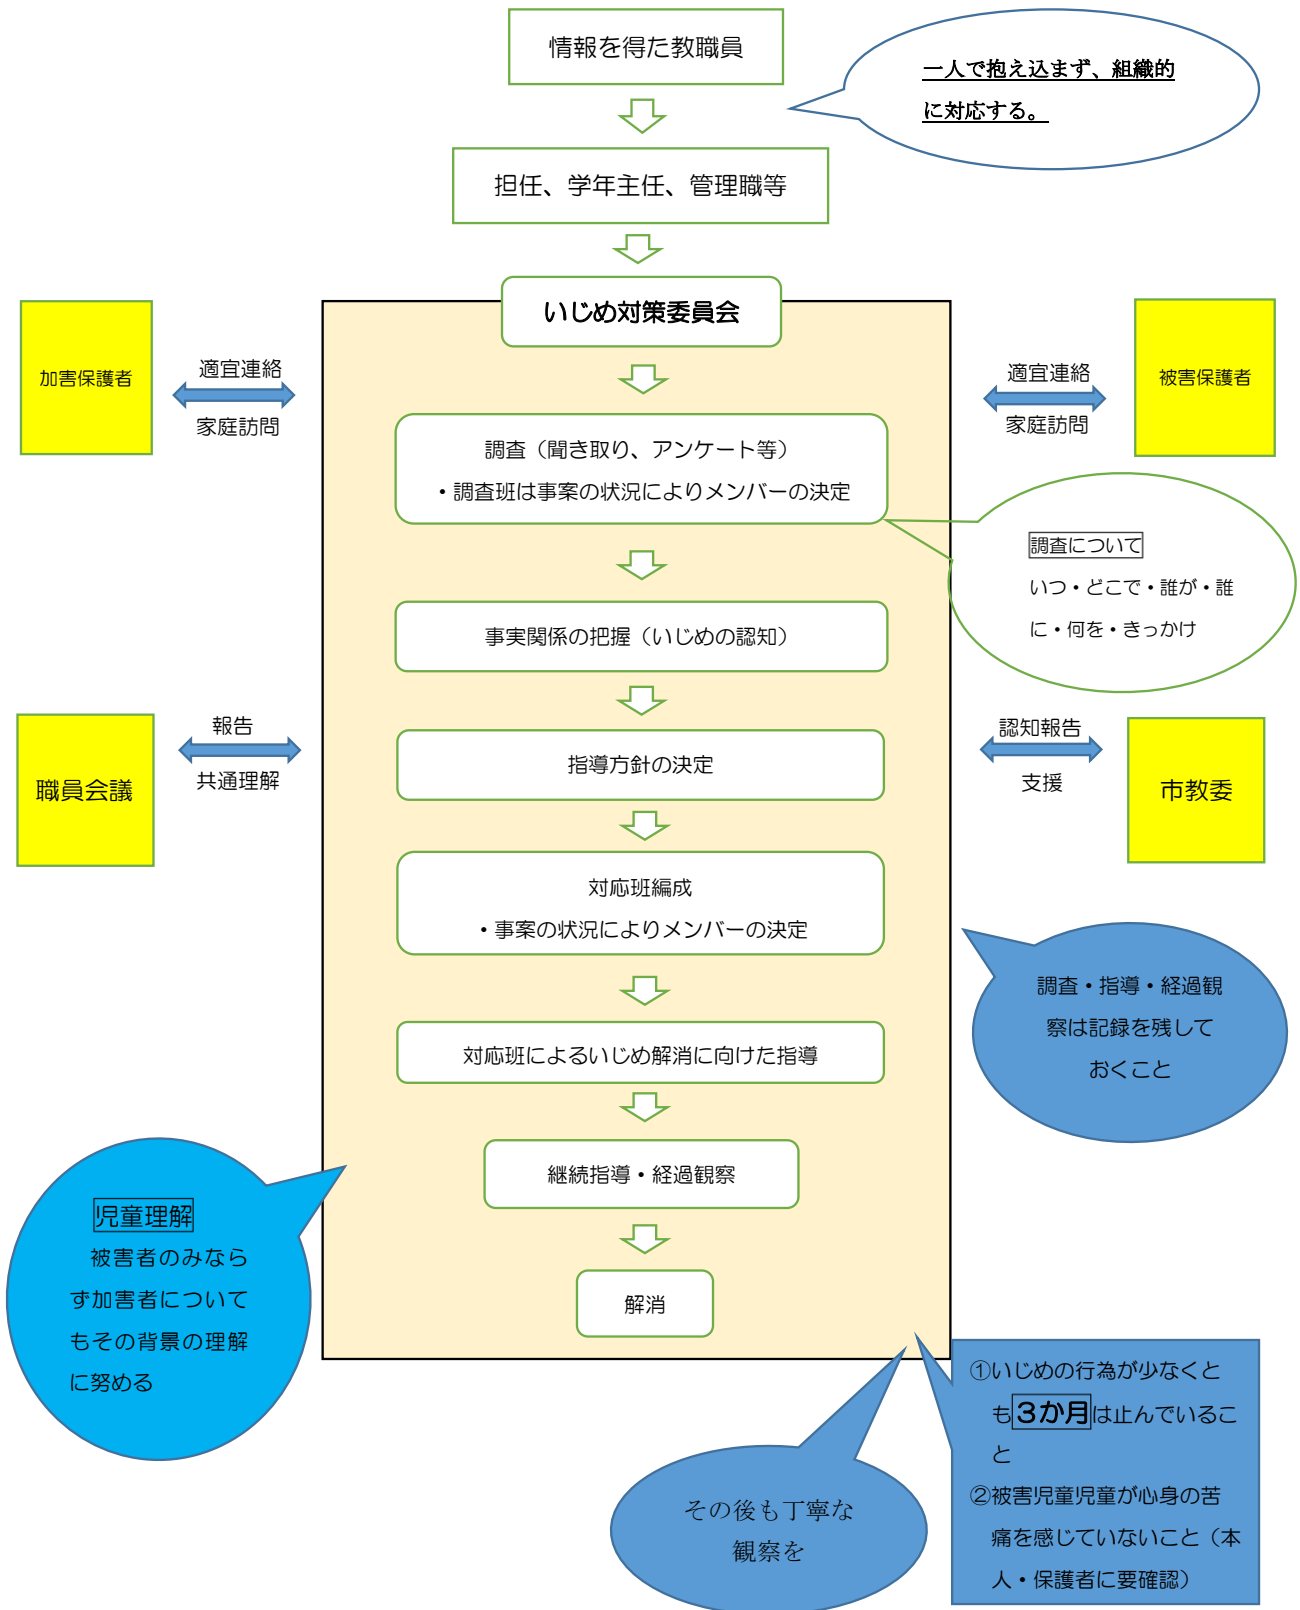 情報を得た教職員
一人で抱え込まず、組織的
に対応する。
担任、学年主任、管理職等
いじめ対策委員会
加害保護者
適宜連絡
家庭訪問
適宜連絡
家庭訪問
被害保護者
調査（聞き取り、アンケート等）
・調査班は事案の状況によりメンバーの決定
調査について
いつ・どこで・誰が・誰
に・何を・きっかけ
事実関係の把握（いじめの認知）
職員会議
報告
共通理解
指導方針の決定
認知報告
支援
市教委
対応班編成
・事案の状況によりメンバーの決定
調査・指導・経過観
察は記録を残して
おくこと
対応班によるいじめ解消に向けた指導
継続指導・経過観察
児童理解
被害者のみなら
ず加害者について
もその背景の理解
に努める
解消
①いじめの行為が少なくと
も３か月は止んでいるこ
と
②被害児童児童が心身の苦
痛を感じていないこと（本
人・保護者に要確認）
その後も丁寧な
観察を